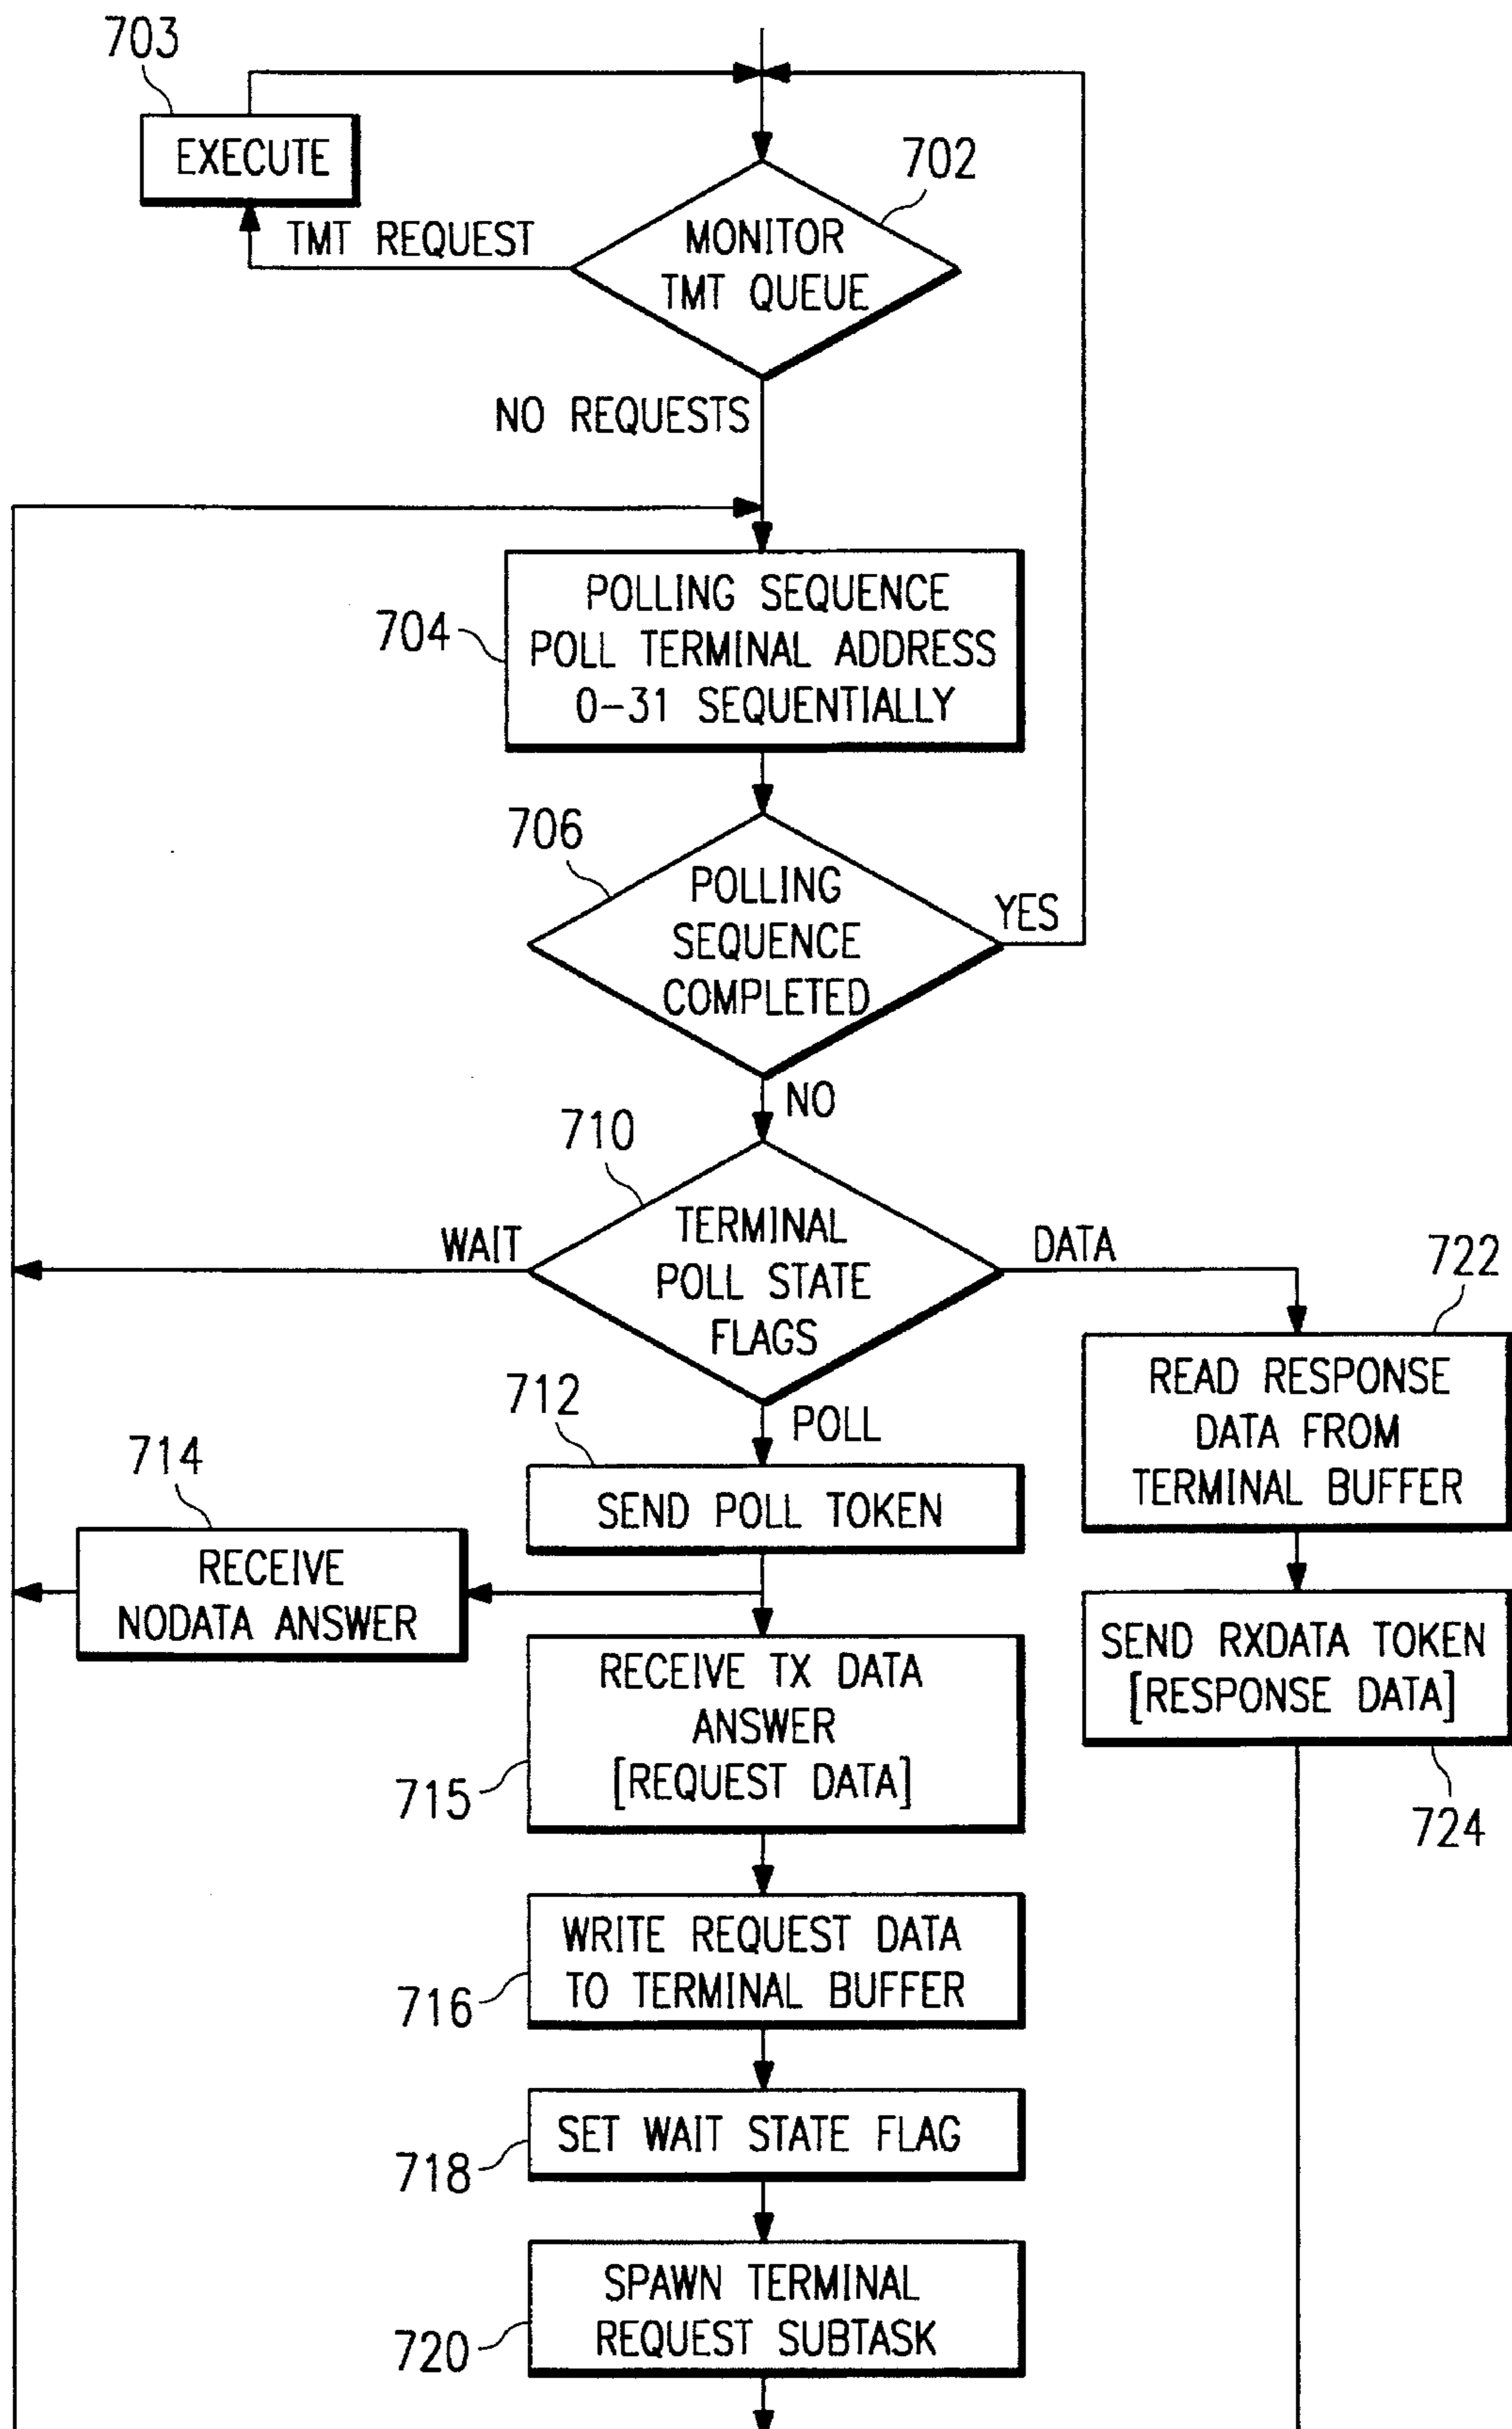 703
EXECUTE
TMT REQUEST
702
MONITOR
TMT QUEUE
NO REQUESTS
704
POLLING SEQUENCE
POLL TERMINAL ADDRESS
0-31 SEQUENTIALLY
706
POLLING
SEQUENCE
COMPLETED
YES
NO
710
TERMINAL
POLL STATE
FLAGS
WAIT
DATA
722
READ RESPONSE
DATA FROM
TERMINAL BUFFER
POLL
712
SEND POLL TOKEN
714
RECEIVE
NODATA ANSWER
SEND RXDATA TOKEN
[RESPONSE DATA]
724
RECEIVE TX DATA
ANSWER
[REQUEST DATA]
715
WRITE REQUEST DATA
TO TERMINAL BUFFER
716
SET WAIT STATE FLAG
718
SPAWN TERMINAL
REQUEST SUBTASK
720